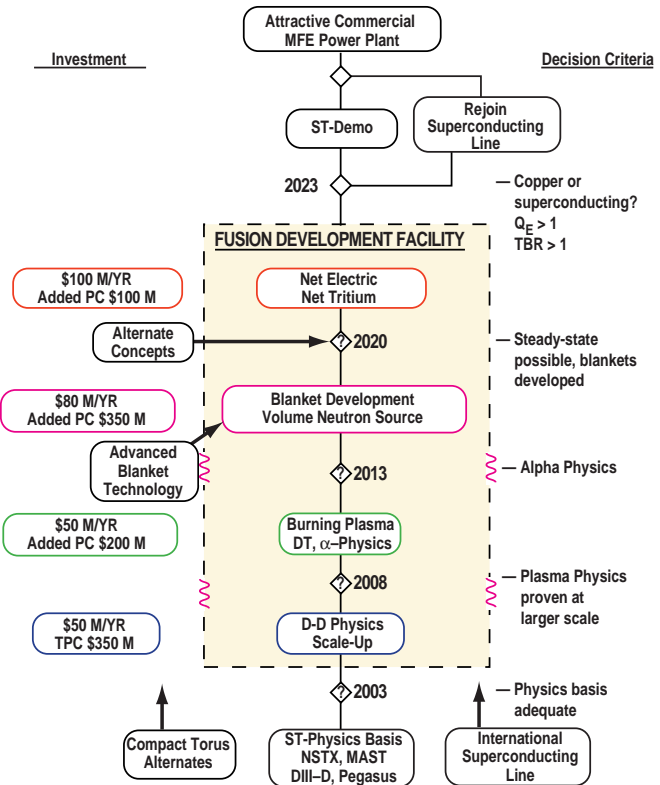 Attractive Commercial
MFE Power Plant
Investment
Decision Criteria
ST-Demo
Rejoin
Superconducting
Line
2023
— Copper or
superconducting?
Q_E > 1
TBR > 1
FUSION DEVELOPMENT FACILITY
$100 M/YR
Added PC $100 M
Net Electric
Net Tritium
Alternate
Concepts
? 2020
— Steady-state
possible, blankets
developed
$80 M/YR
Added PC $350 M
Blanket Development
Volume Neutron Source
Advanced
Blanket
Technology
? 2013
— Alpha Physics
$50 M/YR
Added PC $200 M
Burning Plasma
DT, α–Physics
? 2008
— Plasma Physics
proven at
larger scale
$50 M/YR
TPC $350 M
D-D Physics
Scale-Up
? 2003
— Physics basis
adequate
Compact Torus
Alternates
ST-Physics Basis
NSTX, MAST
DIII–D, Pegasus
International
Superconducting
Line